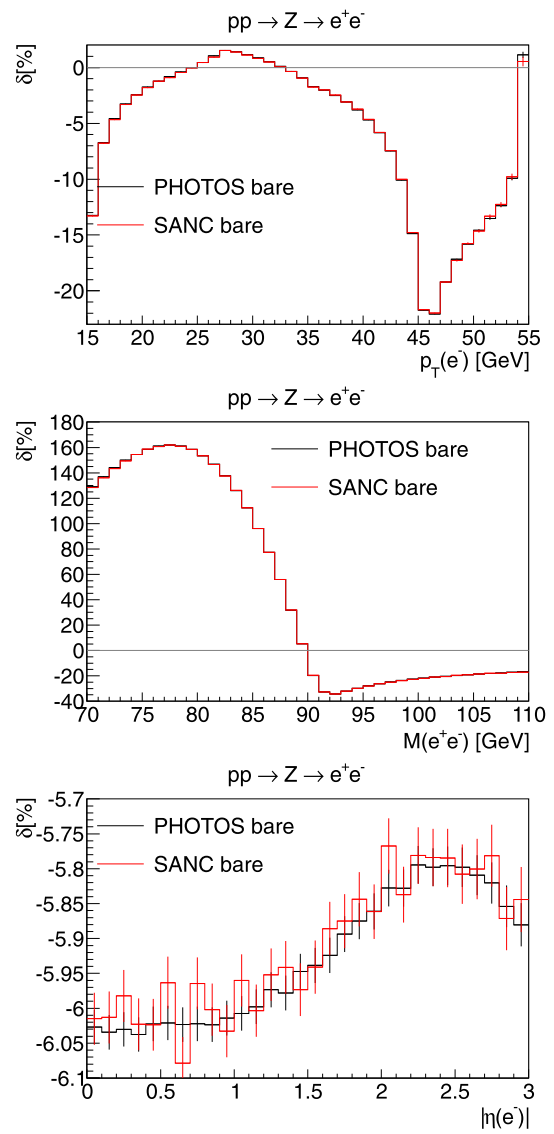 pp → Z → e⁺e⁻
δ[%]
0
-5
-10
-15
-20
PHOTOS bare
SANC bare
15 20 25 30 35 40 45 50 55
p_T(e⁻) [GeV]
pp → Z → e⁺e⁻
δ[%]
180
160
140
120
100
80
60
40
20
0
-20
-40
PHOTOS bare
SANC bare
70 75 80 85 90 95 100 105 110
M(e⁺e⁻) [GeV]
pp → Z → e⁺e⁻
δ[%]
-5.7
-5.75
-5.8
-5.85
-5.9
-5.95
-6
-6.05
-6.1
PHOTOS bare
SANC bare
0 0.5 1 1.5 2 2.5 3
|η(e⁻)|